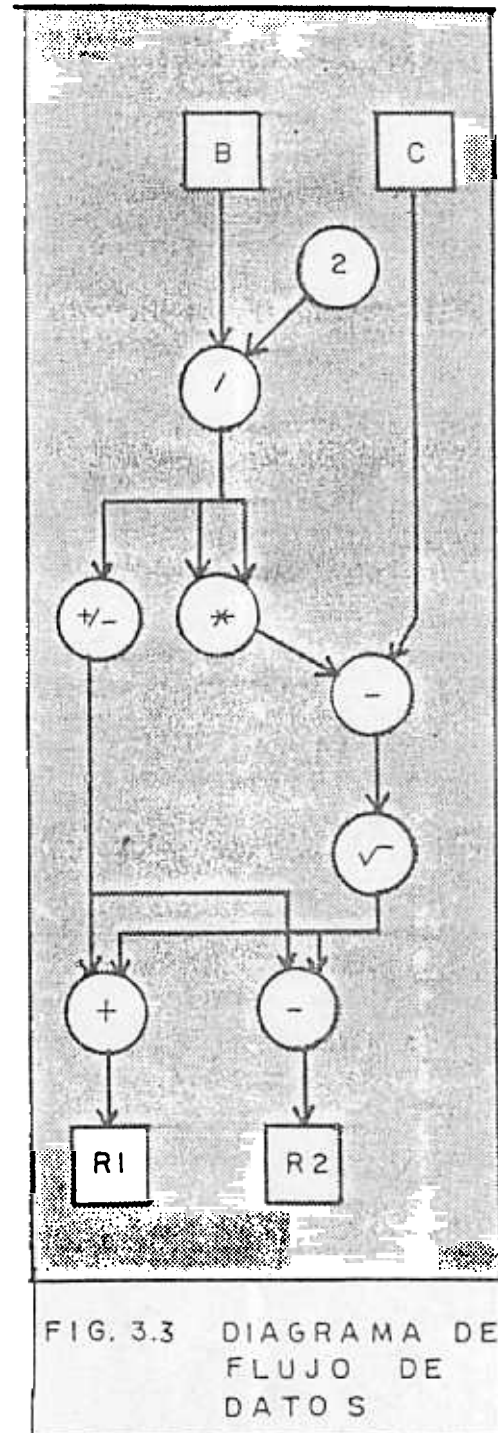 B C
2
/
+/- *
-
√
+ -
R1 R2
FIG. 3.3 DIAGRAMA DE
FLUJO DE
DATOS